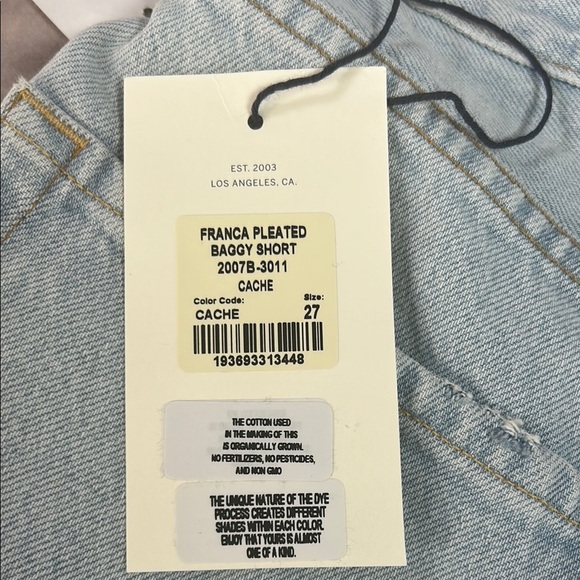 EST. 2003
LOS ANGELES, CA.
FRANCA PLEATED
BAGGY SHORT
2007B-3011
CACHE
Color Code: Size:
CACHE 27
193693313448
THE COTTON USED
IN THE MAKING OF THIS
IS ORGANICALLY GROWN.
NO FERTILIZERS, NO PESTICIDES,
AND NON GMO
THE UNIQUE NATURE OF THE DYE
PROCESS CREATES DIFFERENT
SHADES WITHIN EACH COLOR.
ENJOY THAT YOURS IS ALMOST
ONE OF A KIND.